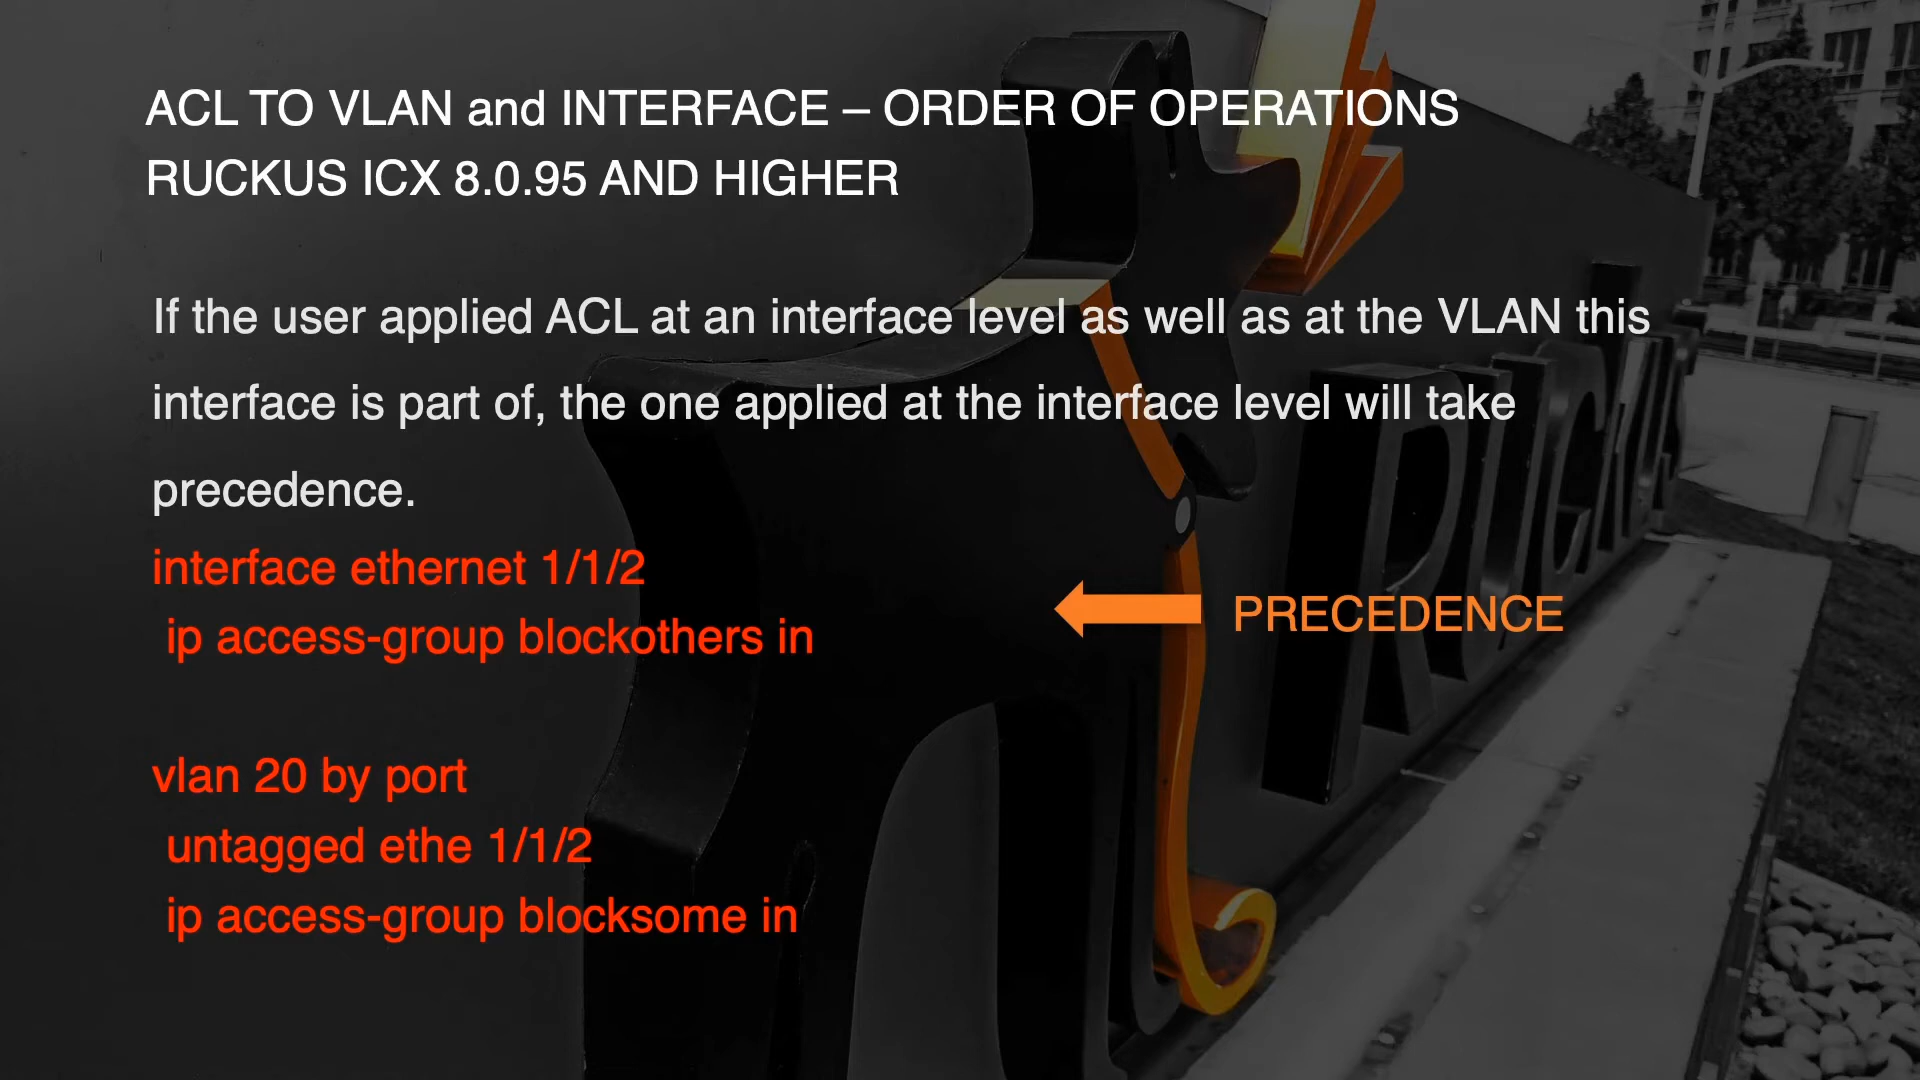 ACL TO VLAN and INTERFACE – ORDER OF OPERATIONS
RUCKUS ICX 8.0.95 AND HIGHER
If the user applied ACL at an interface level as well as at the VLAN this
interface is part of, the one applied at the interface level will take
precedence.
interface ethernet 1/1/2
ip access-group blockothers in
PRECEDENCE
vlan 20 by port
untagged ethe 1/1/2
ip access-group blocksome in
RUCKUS